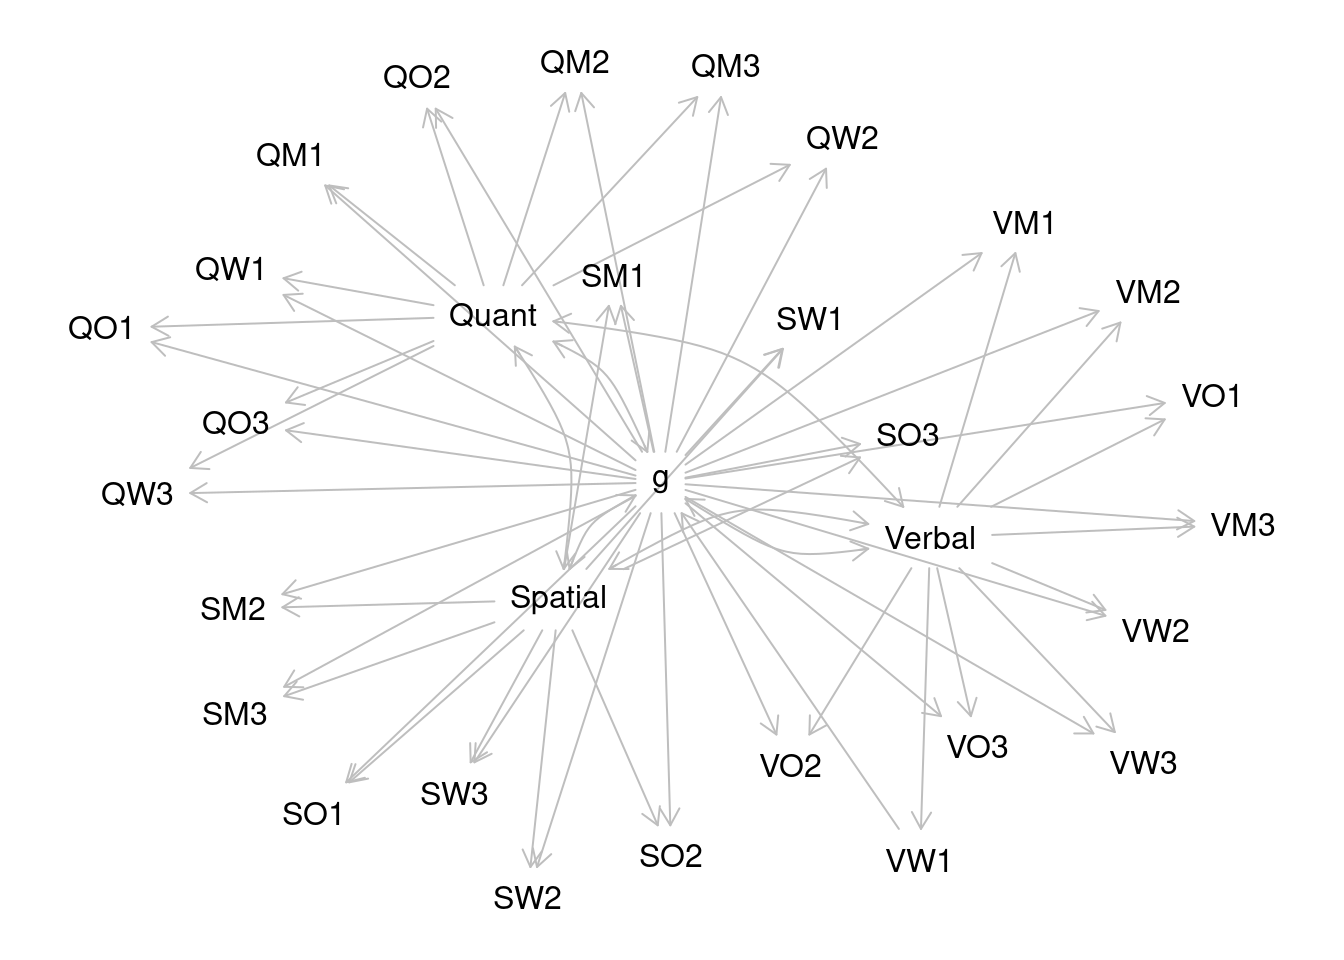 QM2
QM3
QO2
QW2
QM1
VM1
QW1
SM1
VM2
Quant
SW1
QO1
VO1
QO3
SO3
g
QW3
VM3
Verbal
Spatial
SM2
VW2
SM3
VO3
VW3
VO2
SW3
SO1
SO2
VW1
SW2